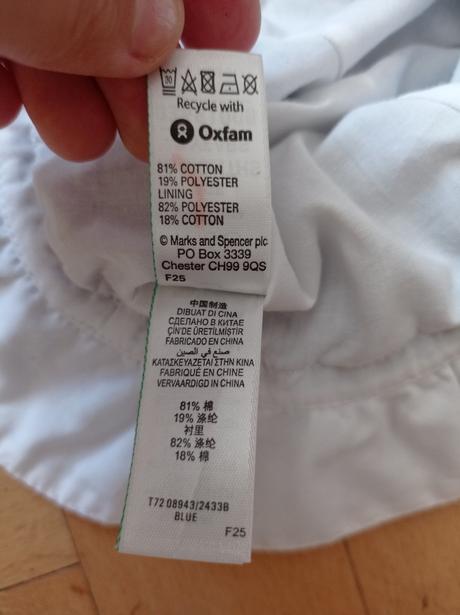 Recycle with
Oxfam
81% COTTON
19% POLYESTER
LINING
82% POLYESTER
18% COTTON
© Marks and Spencer plc
PO Box 3339
Chester CH99 9QS
F25
中国制造
DIBUAT DI CINA
СДЕЛАНО В КИТАЕ
ÇİN'DE ÜRETİLMİŞTİR
FABRICADO EN CHINA
صنع في الصين
ΚΑΤΑΣΚΕΥΑΖΕΤΑΙ ΣΤΗΝ ΚΙΝΑ
FABRIQUÉ EN CHINE
VERVAARDIGD IN CHINA
81% 棉
19% 涤纶
衬里
82% 涤纶
18% 棉
T72 08943/2433B
BLUE
F25